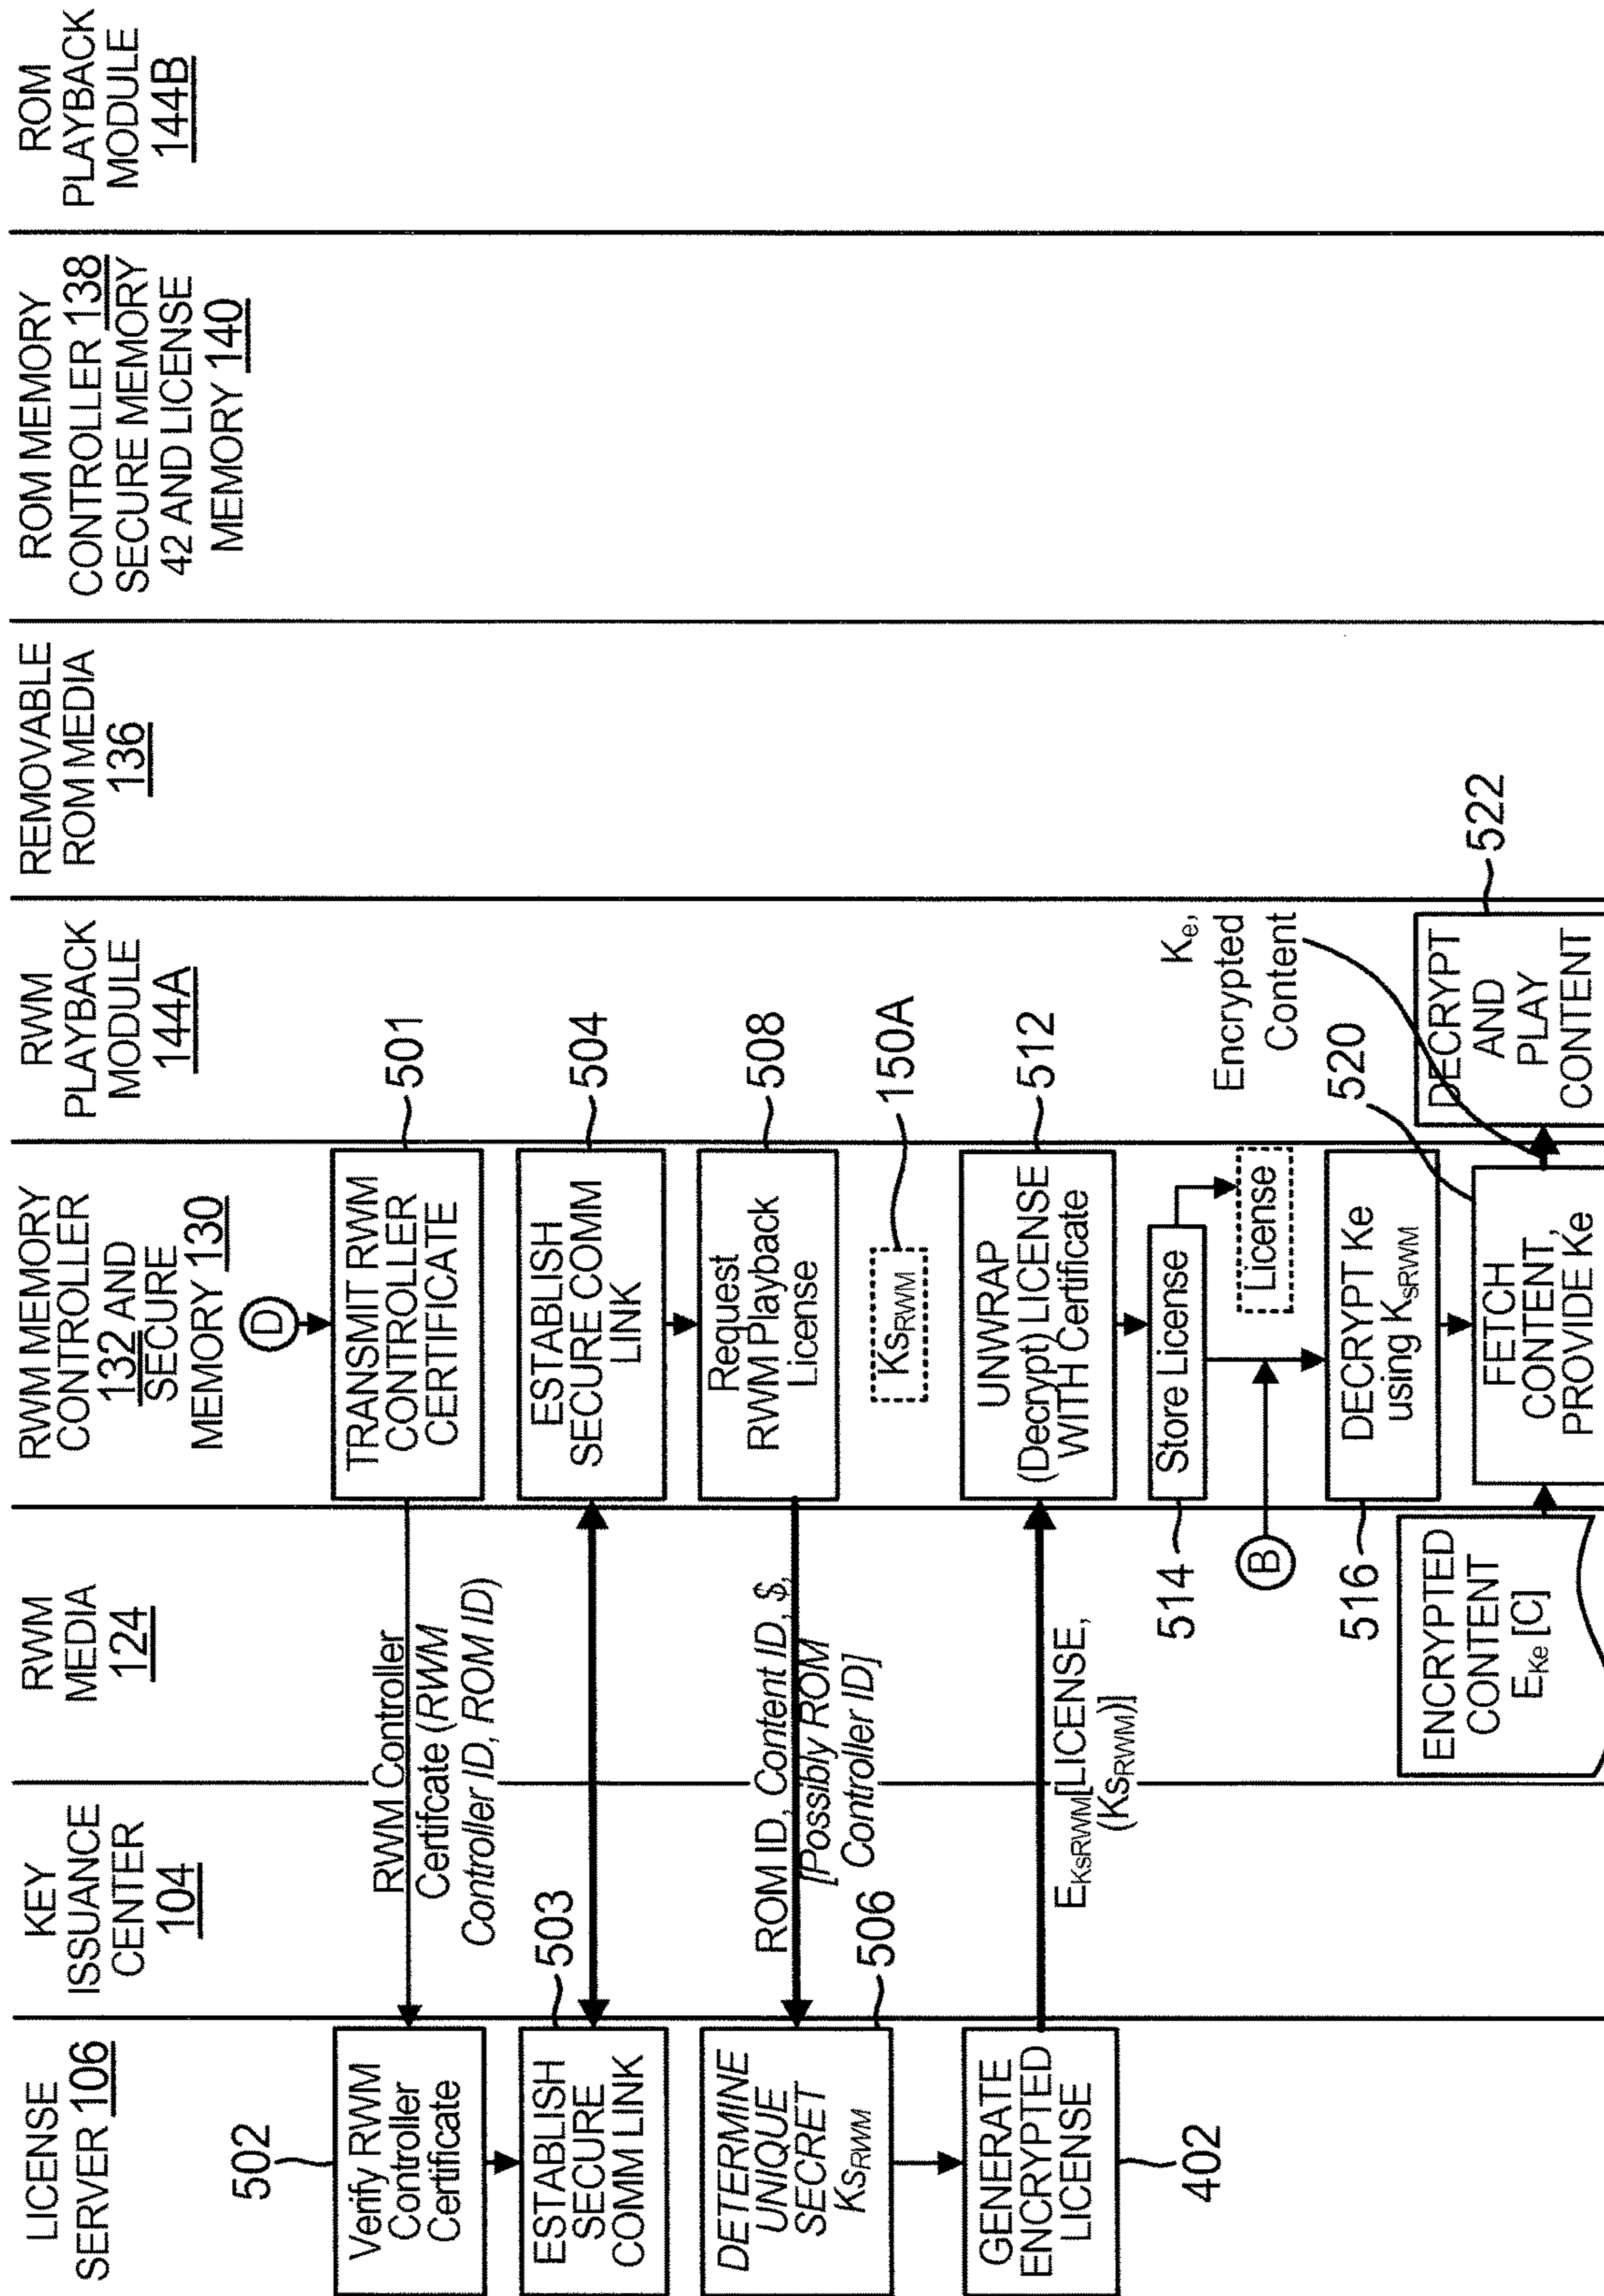 LICENSE
SERVER 106
KEY
ISSUANCE
CENTER
104
RWM
MEDIA
124
RWM MEMORY
CONTROLLER
132 AND
SECURE
MEMORY 130
RWM
PLAYBACK
MODULE
144A
REMOVABLE
ROM MEDIA
136
ROM MEMORY
CONTROLLER 138
SECURE MEMORY
42 AND LICENSE
MEMORY 140
ROM
PLAYBACK
MODULE
144B
D
502
Verify RWM
Controller
Certificate
RWM Controller
Certifcate (RWM
Controller ID, ROM ID)
TRANSMIT RWM
CONTROLLER
CERTIFICATE
501
ESTABLISH
SECURE
COMM LINK
503
ESTABLISH
SECURE COMM
LINK
504
DETERMINE
UNIQUE
SECRET
KsRWM
506
ROM ID, Content ID, $,
[Possibly ROM
Controller ID]
Request
RWM Playback
License
508
KsRWM
150A
GENERATE
ENCRYPTED
LICENSE
402
EKsRWM[LICENSE,
(KsRWM)]
UNWRAP
(Decrypt) LICENSE
WITH Certificate
512
514
Store License
License
B
516
DECRYPT Ke
using KsRWM
Ke,
Encrypted
Content
ENCRYPTED
CONTENT
EKe [C]
FETCH
CONTENT,
PROVIDE Ke
520
DECRYPT
AND
PLAY
CONTENT
522